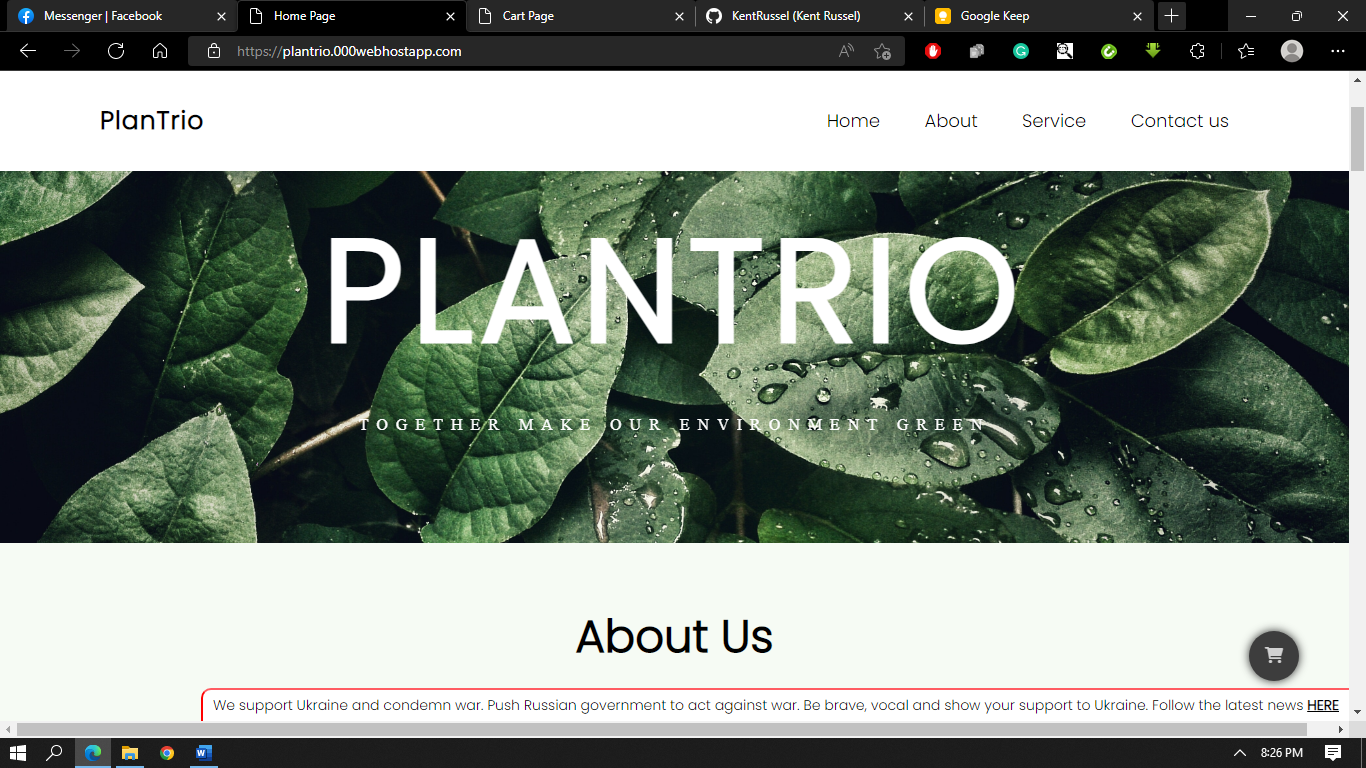 Messenger | Facebook
Home Page
Cart Page
KentRussel (Kent Russel)
Google Keep
https://plantrio.000webhostapp.com
PlanTrio
Home
About
Service
Contact us
PLANTRIO
TOGETHER MAKE OUR ENVIRONMENT GREEN
About Us
We support Ukraine and condemn war. Push Russian government to act against war. Be brave, vocal and show your support to Ukraine. Follow the latest news HERE
8:26 PM